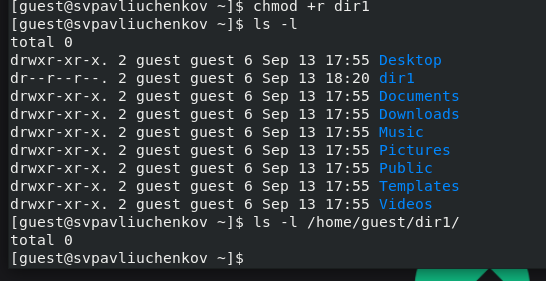 [guest@svpavliuchenkov ~]$ chmod +r dir1
[guest@svpavliuchenkov ~]$ ls -l
total 0
drwxr-xr-x. 2 guest guest 6 Sep 13 17:55 Desktop
dr--r--r--. 2 guest guest 6 Sep 13 18:20 dir1
drwxr-xr-x. 2 guest guest 6 Sep 13 17:55 Documents
drwxr-xr-x. 2 guest guest 6 Sep 13 17:55 Downloads
drwxr-xr-x. 2 guest guest 6 Sep 13 17:55 Music
drwxr-xr-x. 2 guest guest 6 Sep 13 17:55 Pictures
drwxr-xr-x. 2 guest guest 6 Sep 13 17:55 Public
drwxr-xr-x. 2 guest guest 6 Sep 13 17:55 Templates
drwxr-xr-x. 2 guest guest 6 Sep 13 17:55 Videos
[guest@svpavliuchenkov ~]$ ls -l /home/guest/dir1/
total 0
[guest@svpavliuchenkov ~]$